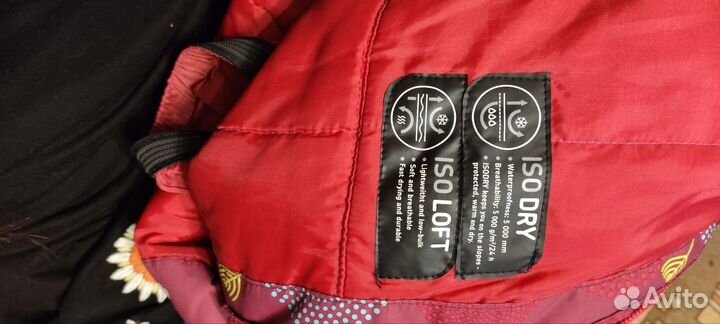 ISO DRY
• Waterproofness: 5 000 mm
• Breathability: 5 000 g/m²/24 h
• ISODRY keeps you on the slopes -
protected, warm and dry.
ISO LOFT
• Lightweitht and low-bulk
• Soft and breathable
• Fast drying and durable
Avito